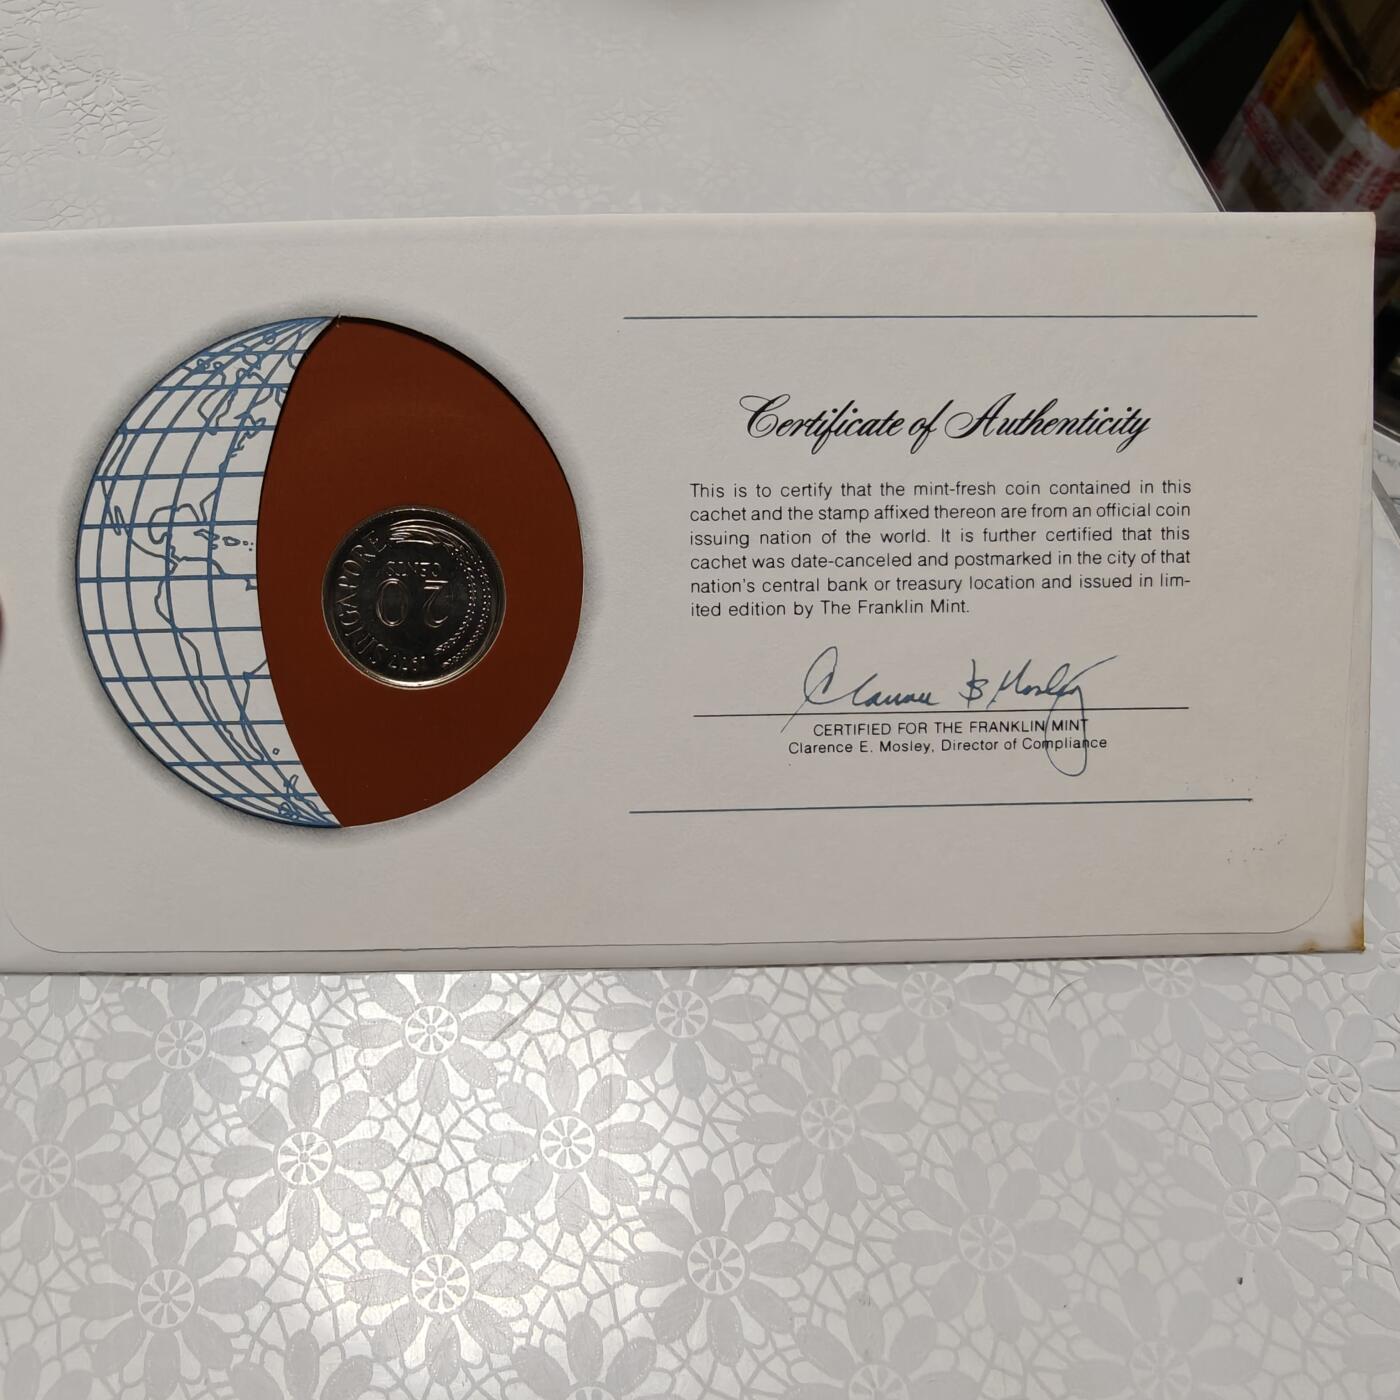 Certificate of Authenticity
This is to certify that the mint-fresh coin contained in this
cachet and the stamp affixed thereon are from an official coin
issuing nation of the world. It is further certified that this
cachet was date-canceled and postmarked in the city of that
nation's central bank or treasury location and issued in lim-
ited edition by The Franklin Mint.
Clarence E Mosley
CERTIFIED FOR THE FRANKLIN MINT
Clarence E. Mosley, Director of Compliance
SINGAPORE
20
CENTS
1977